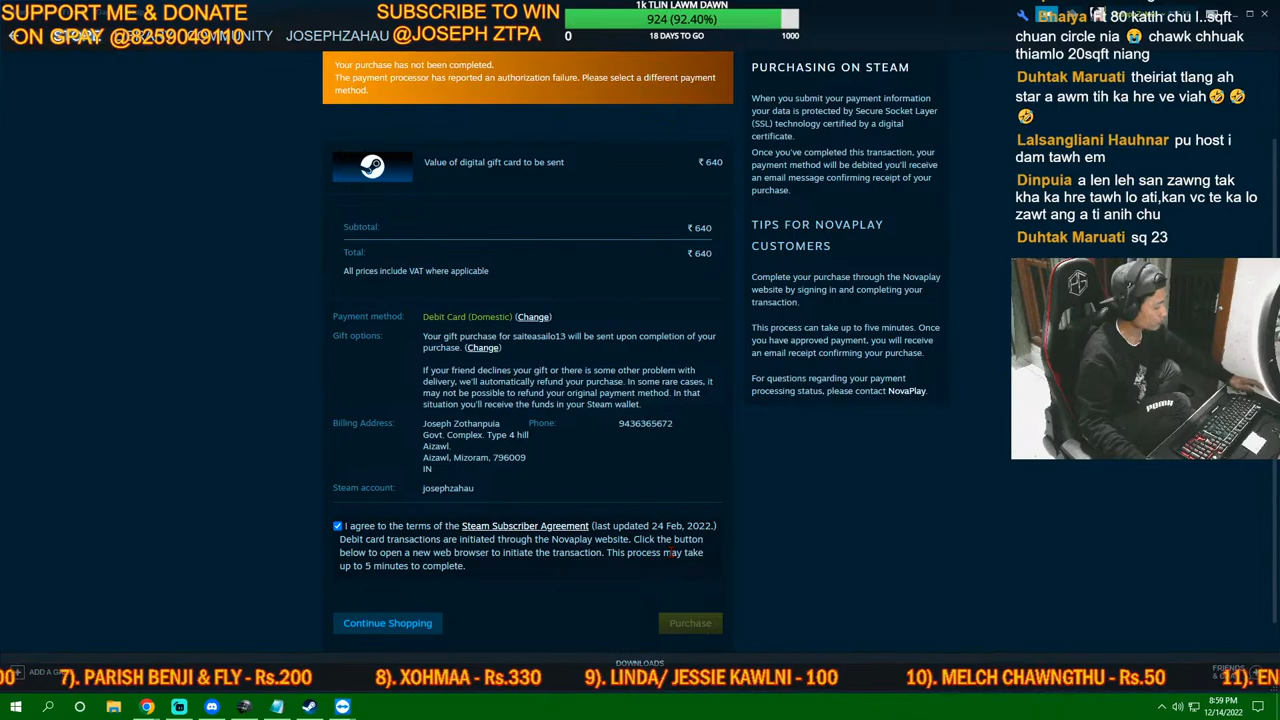 SUPPORT ME & DONATE
ON GPAY @8259049110
COMMUNITY
JOSEPHZAHAU
SUBSCRIBE TO WIN
@JOSEPH ZTPA
1k TLIN LAWM DAWN
924 (92.40%)
0
18 DAYS TO GO
1000
Your purchase has not been completed.
The payment processor has reported an authorization failure. Please select a different payment
method.
Value of digital gift card to be sent
₹ 640
Subtotal:
₹ 640
Total:
₹ 640
All prices include VAT where applicable
Payment method:
Debit Card (Domestic) (Change)
Gift options:
Your gift purchase for saiteasailo13 will be sent upon completion of your
purchase. (Change)
If your friend declines your gift or there is some other problem with
delivery, we'll automatically refund your purchase. In some rare cases, it
may not be possible to refund your original payment method. In that
situation you'll receive the funds in your Steam wallet.
Billing Address:
Joseph Zothanpuia
Phone:
9436365672
Govt. Complex. Type 4 hill
Aizawl.
Aizawl, Mizoram, 796009
IN
Steam account:
josephzahau
I agree to the terms of the Steam Subscriber Agreement (last updated 24 Feb, 2022.)
Debit card transactions are initiated through the Novaplay website. Click the button
below to open a new web browser to initiate the transaction. This process may take
up to 5 minutes to complete.
Continue Shopping
Purchase
PURCHASING ON STEAM
When you submit your payment information
your data is protected by Secure Socket Layer
(SSL) technology certified by a digital
certificate.
Once you've completed this transaction, your
payment method will be debited you'll receive
an email message confirming receipt of your
purchase.
TIPS FOR NOVAPLAY
CUSTOMERS
Complete your purchase through the Novaplay
website by signing in and completing your
transaction.
This process can take up to five minutes. Once
you have approved payment, you will receive
an email receipt confirming your purchase.
For questions regarding your payment
processing status, please contact NovaPlay.
Bhaiya Ft 80 kalin chu l..sqft
chuan circle nia 😭 chawk chhuak
thiamlo 20sqft niang
Duhtak Maruati theiriat tlang ah
star a awm tih ka hre ve viah🤣 🤣
🤣
Lalsangliani Hauhnar pu host i
dam tawh em
Dinpuia a len leh san zawng tak
kha ka hre tawh lo ati,kan vc te ka lo
zawt ang a ti anih chu
Duhtak Maruati sq 23
DOWNLOADS
ADD A GA
FRIENDS
7). PARISH BENJI & FLY - Rs.200
8). XOHMAA - Rs.330
9). LINDA/ JESSIE KAWLNI - 100
10). MELCH CHAWNGTHU - Rs.50
11). EN
8:59 PM
12/14/2022